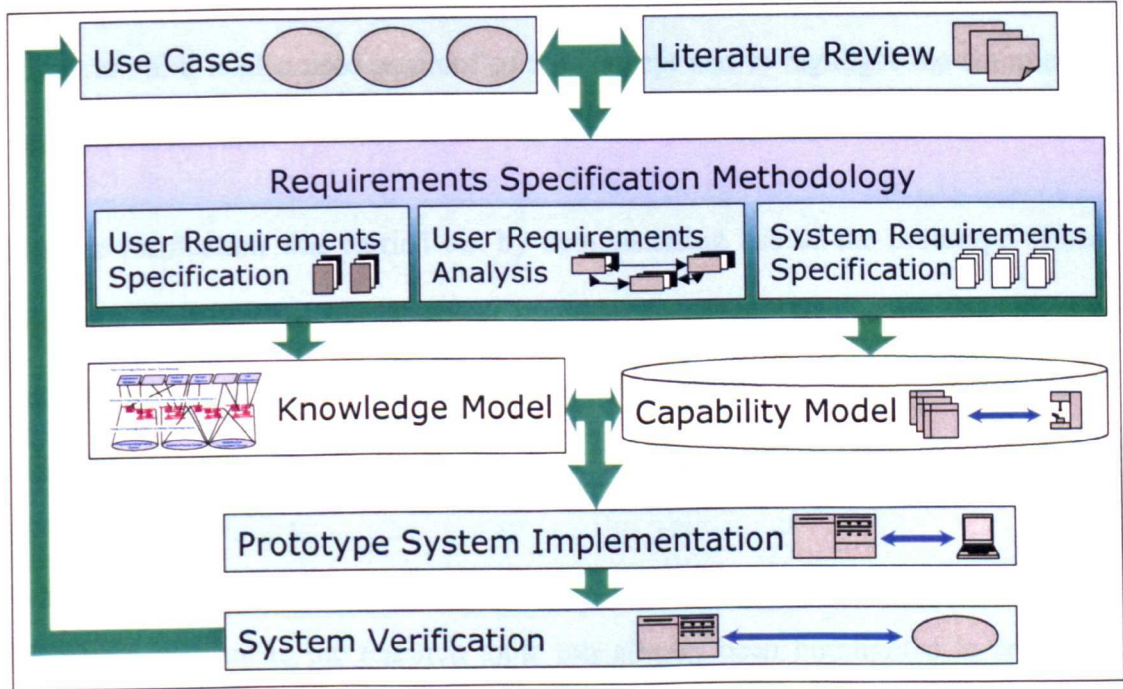 Use Cases
Literature Review
Requirements Specification Methodology
User Requirements
Specification
User Requirements
Analysis
System Requirements
Specification
Knowledge Model
Capability Model
Prototype System Implementation
System Verification